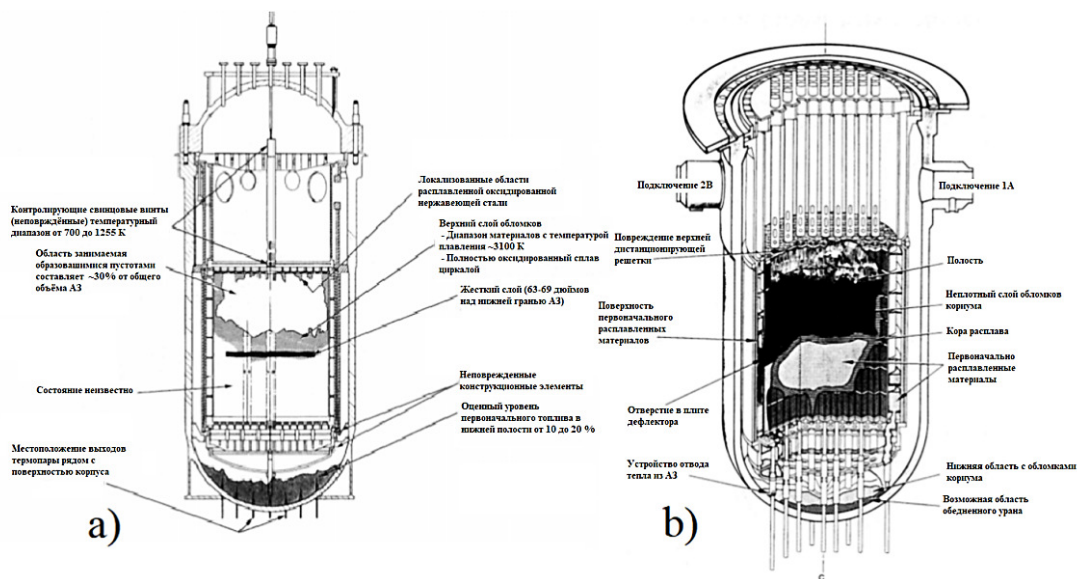 Контролирующие свинцовые винты
(неповрждённые) температурный
диапазон от 700 до 1255 К
Область занимаемая
образовавшимися пустотами
составляет ~30% от общего
объёма АЗ
Состояние неизвестно
Местоположение выходов
термопары рядом с
поверхностью корпуса
Локализованные области
расплавленной оксидированной
нержавеющей стали
Верхний слой обломков
- Диапазон материалов с температурой
плавления ~3100 К
- Полностью оксидированный сплав
циркалой
Жесткий слой (63-69 дюймов
над нижней гранью АЗ)
Неповрежденные
конструкционные элементы
Оценный уровень
первоначального топлива в
нижней полости от 10 до 20 %
a)
Подключение 2В
Подключение 1А
Повреждение верхней
дистанционирующей
решетки
Поверхность
первоначального
расплавленных
материалов
Отверстие в плите
дефлектора
Устройство отвода
тепла из АЗ
Полость
Неплотный слой обломков
кориума
Кора расплава
Первоначально
расплавленные
материалы
Нижняя область с обломками
кориума
Возможная область
обедненного урана
b)